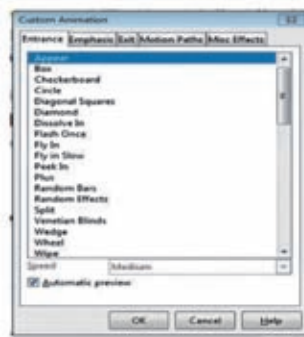 Custom Animation
Entrance Emphasis Exit Motion Paths Misc Effects
Appear
Box
Checkerboard
Circle
Diagonal Squares
Diamond
Dissolve In
Flash Once
Fly In
Fly in Slow
Peek In
Plus
Random Bars
Random Effects
Split
Venetian Blinds
Wedge
Wheel
Wipe
Speed Medium
Automatic preview
OK Cancel Help